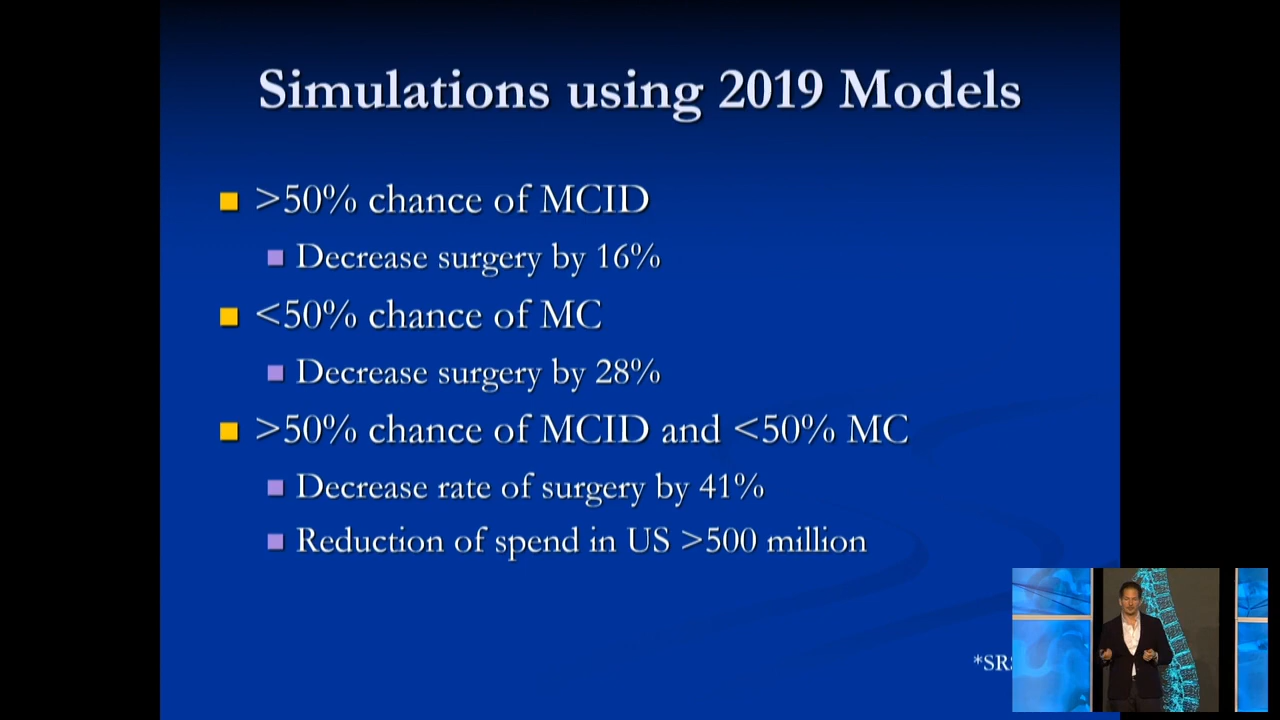 Simulations using 2019 Models
>50% chance of MCID
Decrease surgery by 16%
<50% chance of MC
Decrease surgery by 28%
>50% chance of MCID and <50% MC
Decrease rate of surgery by 41%
Reduction of spend in US >500 million